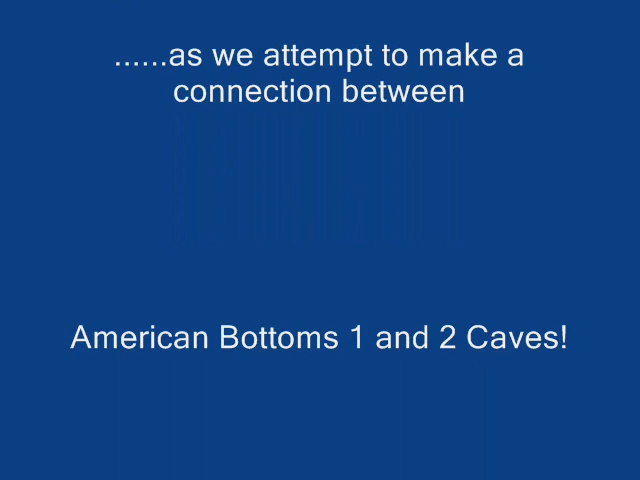 ......as we attempt to make a
connection between
American Bottoms 1 and 2 Caves!